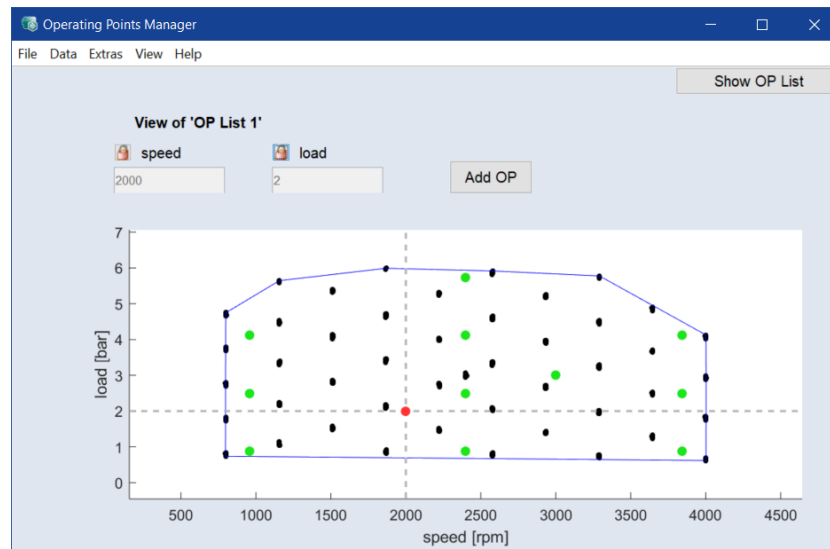 Operating Points Manager
File Data Extras View Help
Show OP List
View of 'OP List 1'
speed load
2000 2 Add OP
7
6
5
4
3
2
1
0
load [bar]
500 1000 1500 2000 2500 3000 3500 4000 4500
speed [rpm]